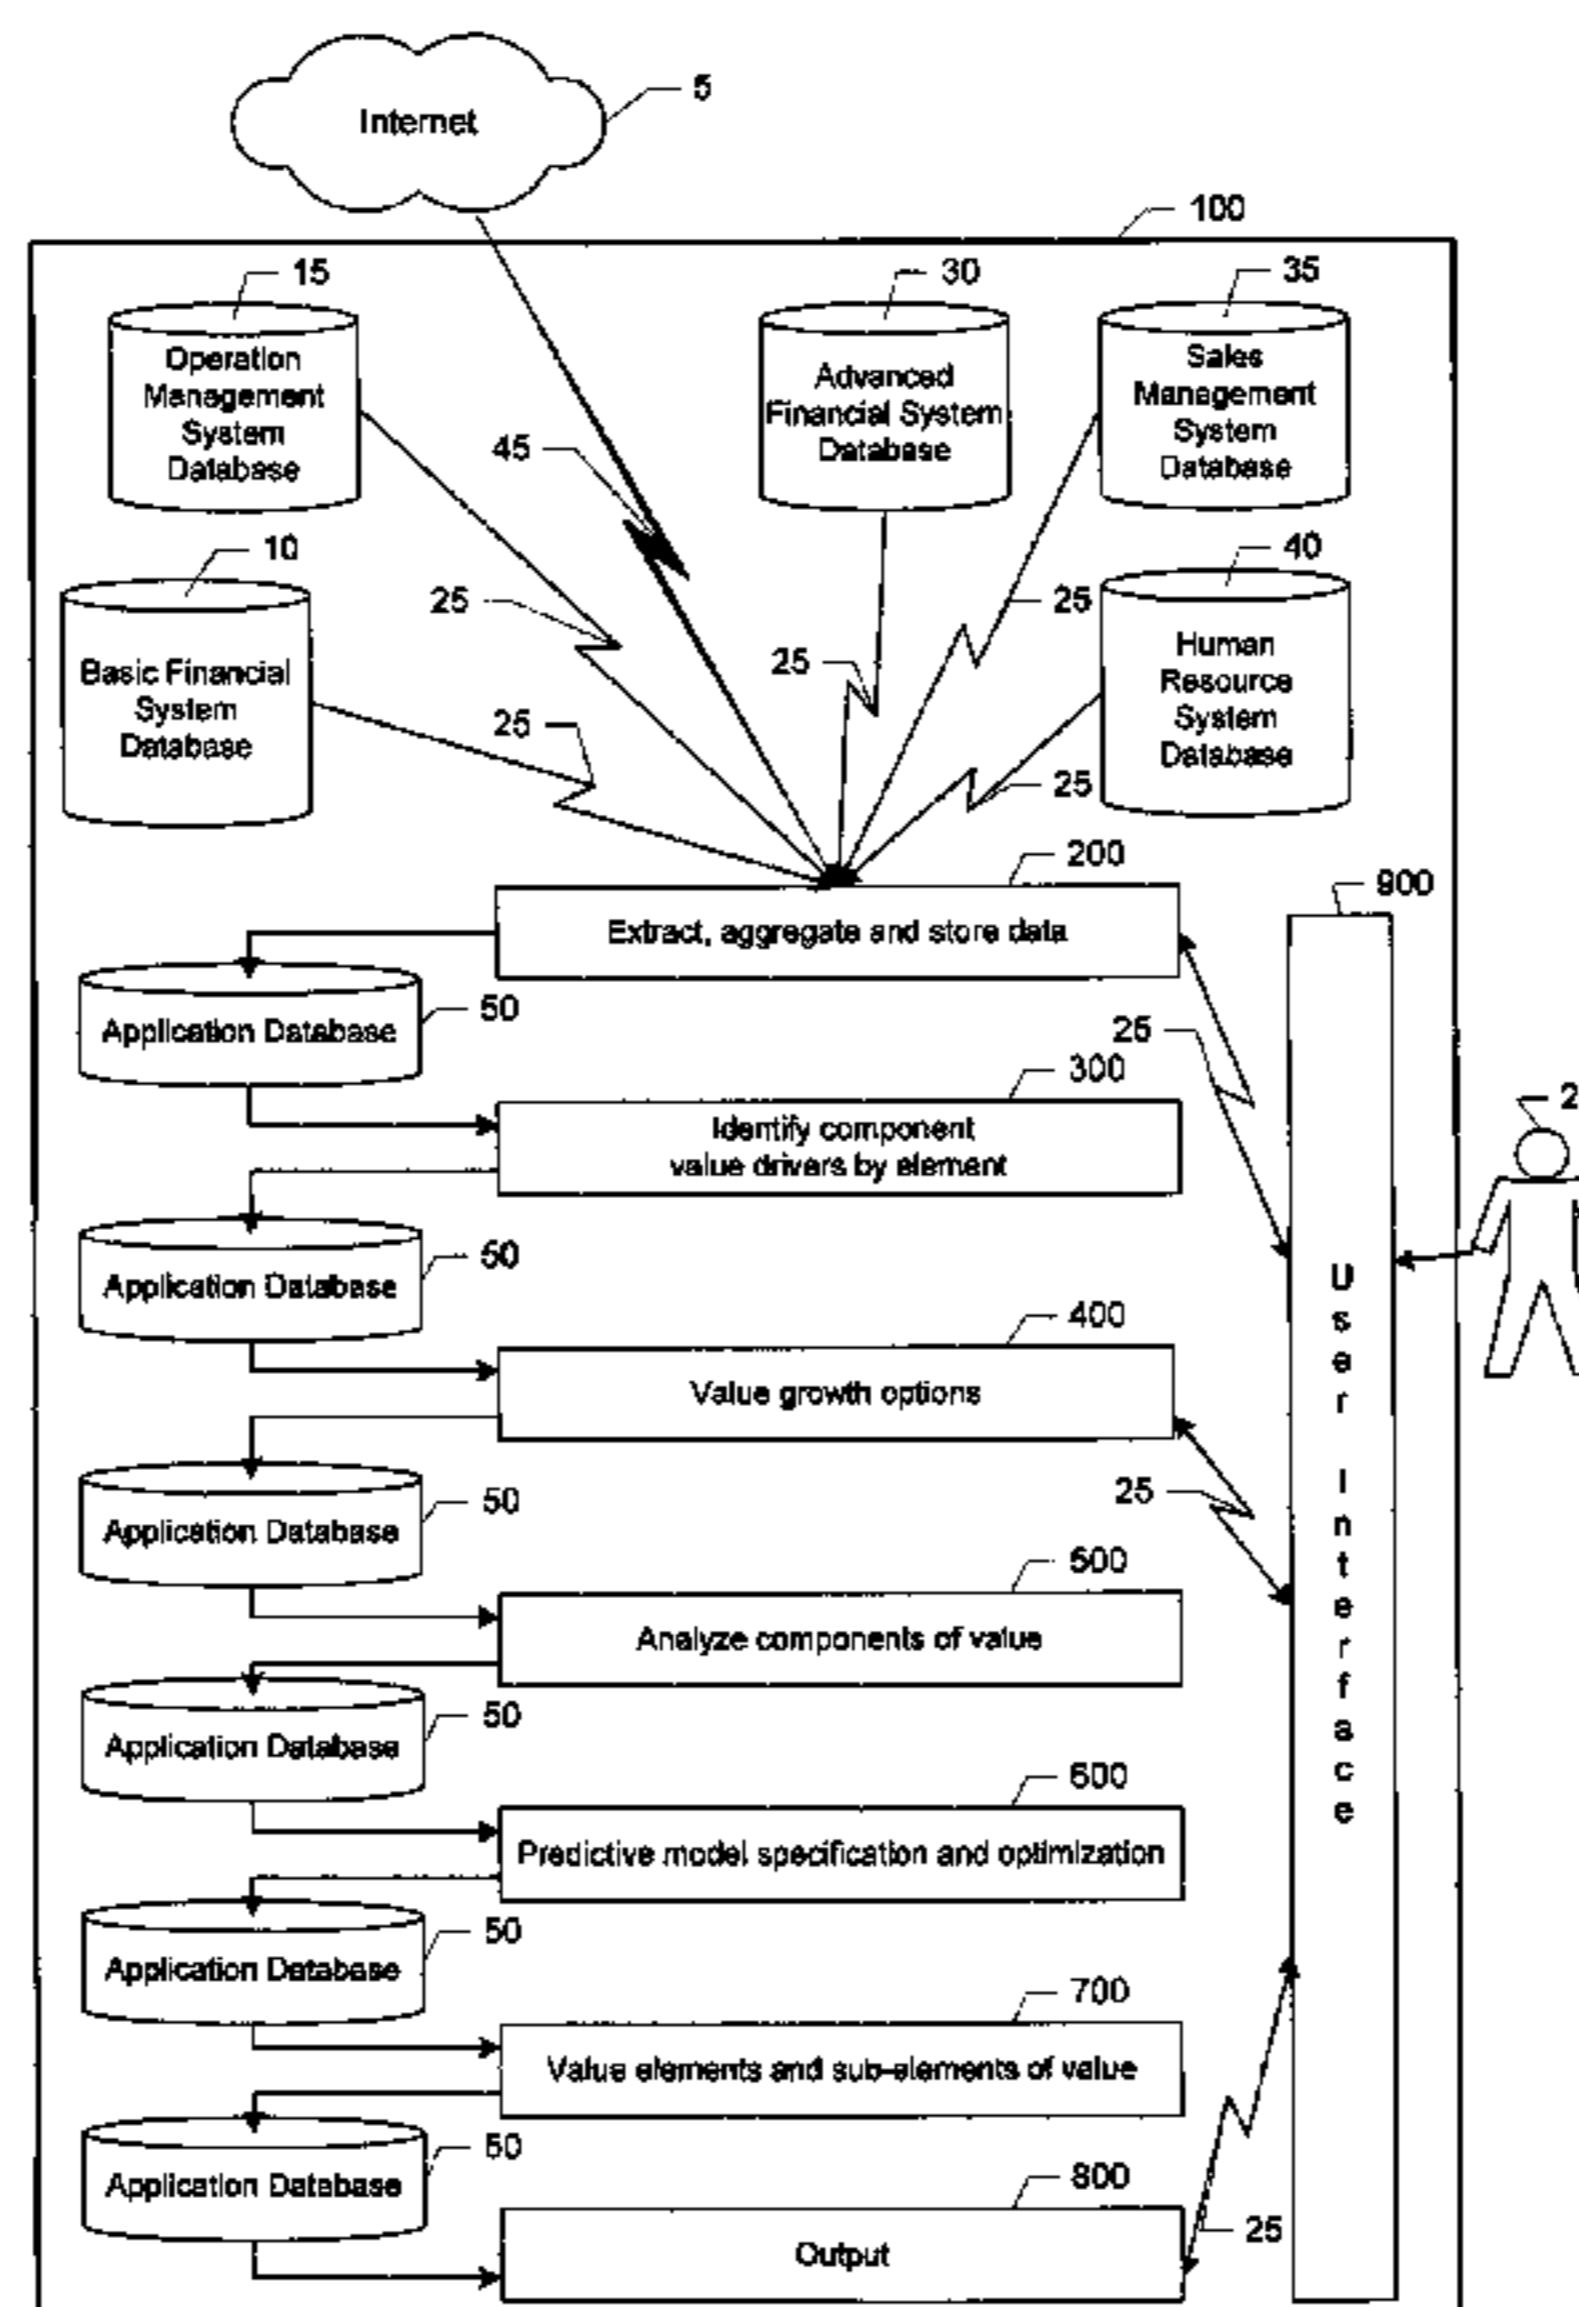 Internet
5
100
15
30
35
Operation
Management
System
Database
Advanced
Financial System
Database
Sales
Management
System
Database
45
10
40
25
25
Basic Financial
System
Database
25
25
Human
Resource
System
Database
25
200
900
Extract, aggregate and store data
Application Database
50
25
300
Identify component
value drivers by element
Application Database
50
User Interface
400
Value growth options
25
Application Database
50
500
Analyze components of value
Application Database
50
600
Predictive model specification and optimization
Application Database
50
700
Value elements and sub-elements of value
Application Database
50
800
25
Output